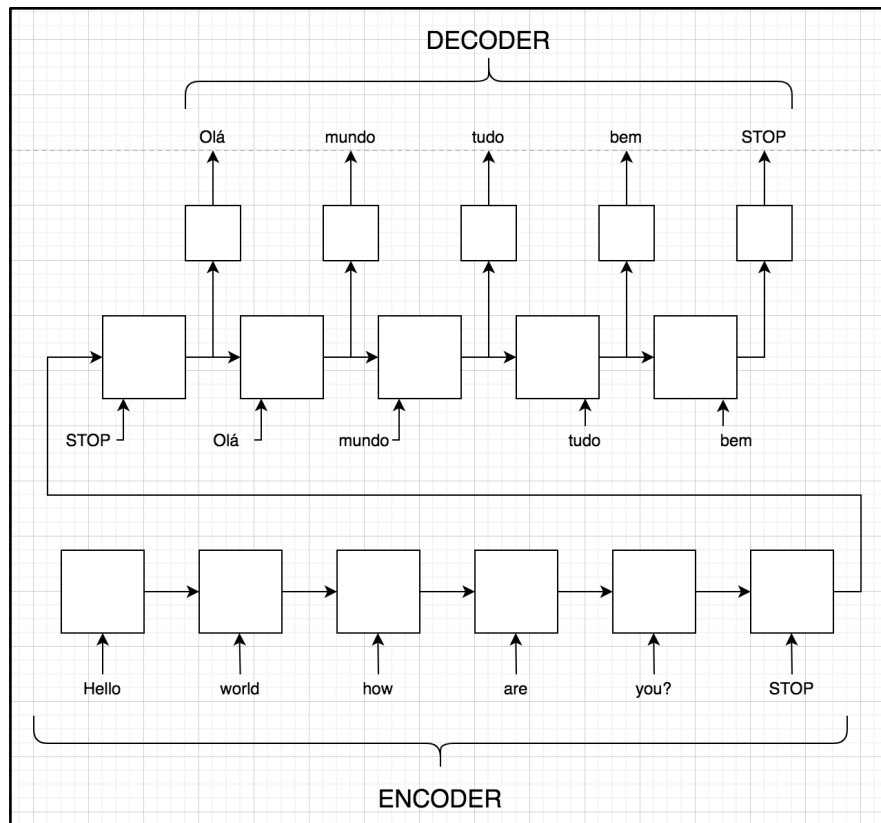 DECODER
Olá mundo tudo bem STOP
STOP Olá mundo tudo bem
Hello world how are you? STOP
ENCODER